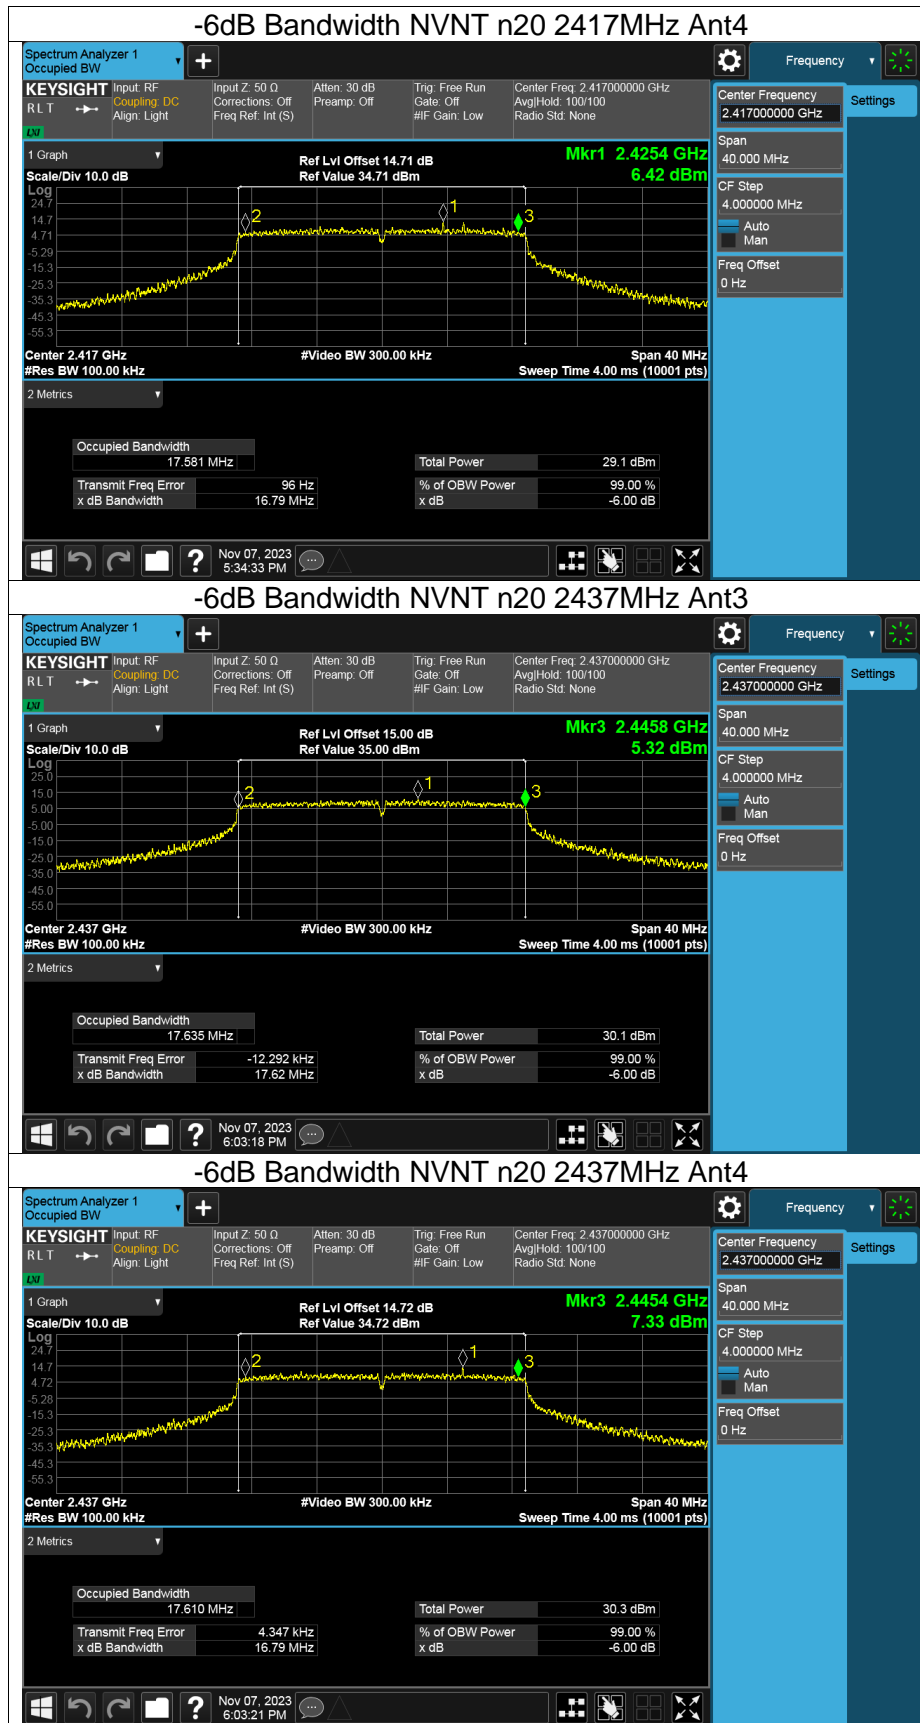 -6dB Bandwidth NVNT n20 2417MHz Ant4
Spectrum Analyzer 1
Occupied BW
Frequency
KEYSIGHT
R L T
LXI
Input: RF
Coupling: DC
Align: Light
Input Z: 50 Ω
Corrections: Off
Freq Ref: Int (S)
Atten: 30 dB
Preamp: Off
Trig: Free Run
Gate: Off
#IF Gain: Low
Center Freq: 2.417000000 GHz
Avg|Hold: 100/100
Radio Std: None
Center Frequency
2.417000000 GHz
Settings
Span
40.000 MHz
CF Step
4.000000 MHz
Auto
Man
Freq Offset
0 Hz
1 Graph
Scale/Div 10.0 dB
Ref Lvl Offset 14.71 dB
Ref Value 34.71 dBm
Mkr1 2.4254 GHz
6.42 dBm
Log
24.7
14.7
4.71
-5.29
-15.3
-25.3
-35.3
-45.3
-55.3
2
1
3
Center 2.417 GHz
#Video BW 300.00 kHz
Span 40 MHz
#Res BW 100.00 kHz
Sweep Time 4.00 ms (10001 pts)
2 Metrics
Occupied Bandwidth
17.581 MHz
Total Power 29.1 dBm
Transmit Freq Error 96 Hz
% of OBW Power 99.00 %
x dB Bandwidth 16.79 MHz
x dB -6.00 dB
?
Nov 07, 2023
5:34:33 PM
-6dB Bandwidth NVNT n20 2437MHz Ant3
Spectrum Analyzer 1
Occupied BW
Frequency
KEYSIGHT
R L T
LXI
Input: RF
Coupling: DC
Align: Light
Input Z: 50 Ω
Corrections: Off
Freq Ref: Int (S)
Atten: 30 dB
Preamp: Off
Trig: Free Run
Gate: Off
#IF Gain: Low
Center Freq: 2.437000000 GHz
Avg|Hold: 100/100
Radio Std: None
Center Frequency
2.437000000 GHz
Settings
Span
40.000 MHz
CF Step
4.000000 MHz
Auto
Man
Freq Offset
0 Hz
1 Graph
Scale/Div 10.0 dB
Ref Lvl Offset 15.00 dB
Ref Value 35.00 dBm
Mkr3 2.4458 GHz
5.32 dBm
Log
25.0
15.0
5.00
-5.00
-15.0
-25.0
-35.0
-45.0
-55.0
2
1
3
Center 2.437 GHz
#Video BW 300.00 kHz
Span 40 MHz
#Res BW 100.00 kHz
Sweep Time 4.00 ms (10001 pts)
2 Metrics
Occupied Bandwidth
17.635 MHz
Total Power 30.1 dBm
Transmit Freq Error -12.292 kHz
% of OBW Power 99.00 %
x dB Bandwidth 17.62 MHz
x dB -6.00 dB
?
Nov 07, 2023
6:03:18 PM
-6dB Bandwidth NVNT n20 2437MHz Ant4
Spectrum Analyzer 1
Occupied BW
Frequency
KEYSIGHT
R L T
LXI
Input: RF
Coupling: DC
Align: Light
Input Z: 50 Ω
Corrections: Off
Freq Ref: Int (S)
Atten: 30 dB
Preamp: Off
Trig: Free Run
Gate: Off
#IF Gain: Low
Center Freq: 2.437000000 GHz
Avg|Hold: 100/100
Radio Std: None
Center Frequency
2.437000000 GHz
Settings
Span
40.000 MHz
CF Step
4.000000 MHz
Auto
Man
Freq Offset
0 Hz
1 Graph
Scale/Div 10.0 dB
Ref Lvl Offset 14.72 dB
Ref Value 34.72 dBm
Mkr3 2.4454 GHz
7.33 dBm
Log
24.7
14.7
4.72
-5.28
-15.3
-25.3
-35.3
-45.3
-55.3
2
1
3
Center 2.437 GHz
#Video BW 300.00 kHz
Span 40 MHz
#Res BW 100.00 kHz
Sweep Time 4.00 ms (10001 pts)
2 Metrics
Occupied Bandwidth
17.610 MHz
Total Power 30.3 dBm
Transmit Freq Error 4.347 kHz
% of OBW Power 99.00 %
x dB Bandwidth 16.79 MHz
x dB -6.00 dB
?
Nov 07, 2023
6:03:21 PM